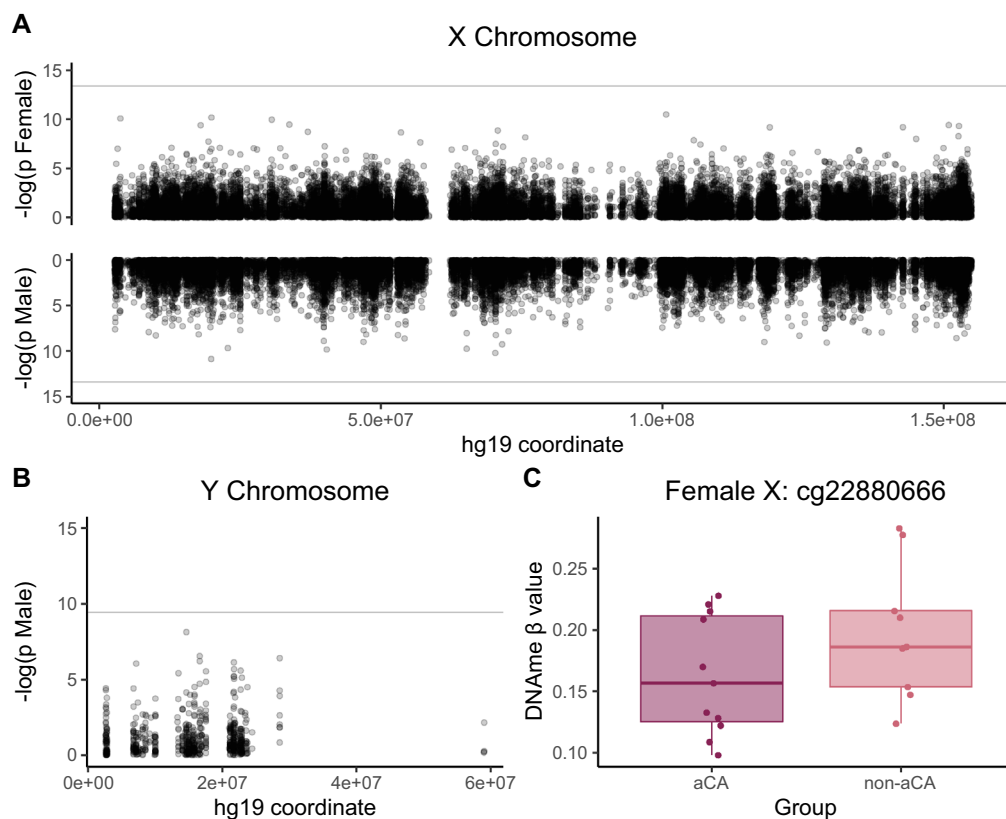 A
X Chromosome
-log(p Female)
15
10
5
0
-log(p Male)
0
5
10
15
0.0e+00 5.0e+07 1.0e+08 1.5e+08
hg19 coordinate
B
Y Chromosome
-log(p Male)
15
10
5
0
0e+00 2e+07 4e+07 6e+07
hg19 coordinate
C
Female X: cg22880666
DNAme β value
0.25
0.20
0.15
0.10
aCA non-aCA
Group